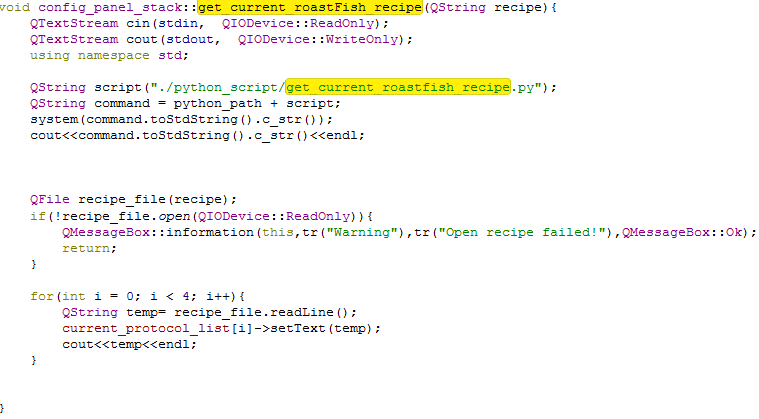 void config_panel_stack::get_current_roastFish_recipe(QString recipe){
QTextStream cin(stdin, QIODevice::ReadOnly);
QTextStream cout(stdout, QIODevice::WriteOnly);
using namespace std;
QString script("./python_script/get_current_roastfish_recipe.py");
QString command = python_path + script;
system(command.toStdString().c_str());
cout<<command.toStdString().c_str()<<endl;
QFile recipe_file(recipe);
if(!recipe_file.open(QIODevice::ReadOnly)){
QMessageBox::information(this,tr("Warning"),tr("Open recipe failed!"),QMessageBox::Ok);
return;
}
for(int i = 0; i < 4; i++){
QString temp= recipe_file.readLine();
current_protocol_list[i]->setText(temp);
cout<<temp<<endl;
}
}